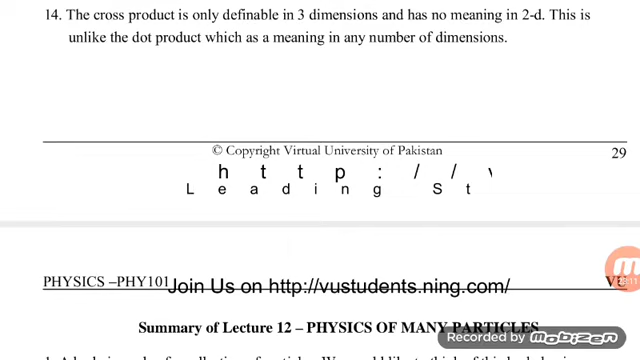 14. The cross product is only definable in 3 dimensions and has no meaning in 2-d. This is
unlike the dot product which as a meaning in any number of dimensions.
© Copyright Virtual University of Pakistan 29
h t t p : / /
L e a d i n g S t
PHYSICS –PHY101 Join Us on http://vustudents.ning.com/ VU
RECORDED WITH
mobizen
Summary of Lecture 12 – PHYSICS OF MANY PARTICLES